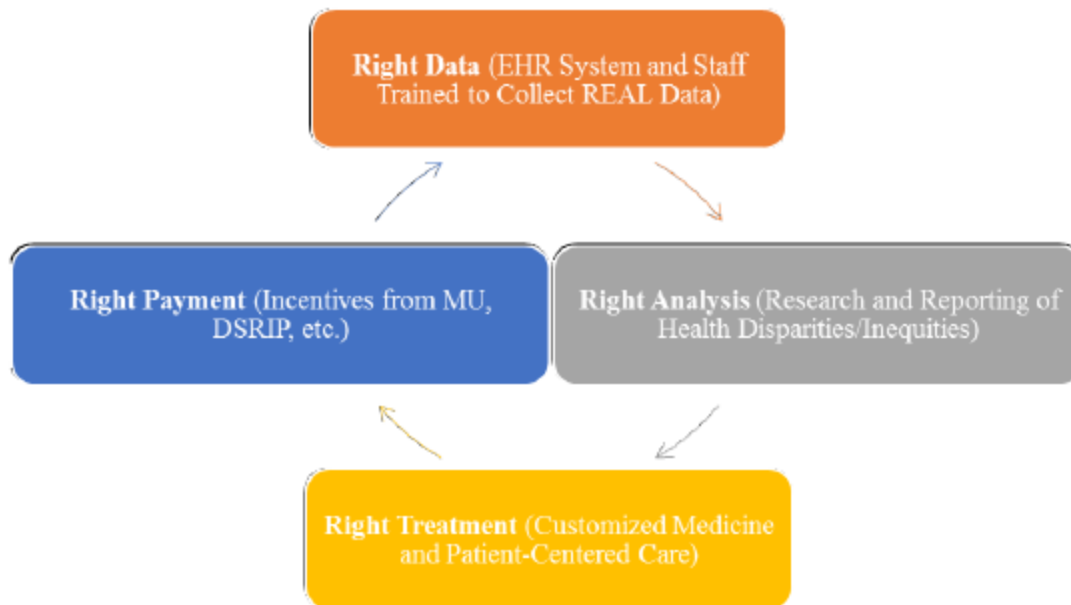 Right Data (EHR System and Staff
Trained to Collect REAL Data)
Right Payment (Incentives from MU,
DSRIP, etc.)
Right Analysis (Research and Reporting of
Health Disparities/Inequities)
Right Treatment (Customized Medicine
and Patient-Centered Care)